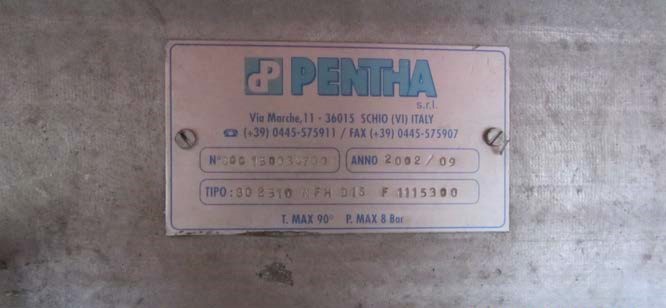 dP PENTHA
s.r.l.
Via Marche,11 - 36015 SCHIO (VI) ITALY
☎ (+39) 0445-575911 / FAX (+39) 0445-575907
N°
ANNO 2002/09
TIPO: F 1115300
T. MAX 90° P. MAX 8 Bar